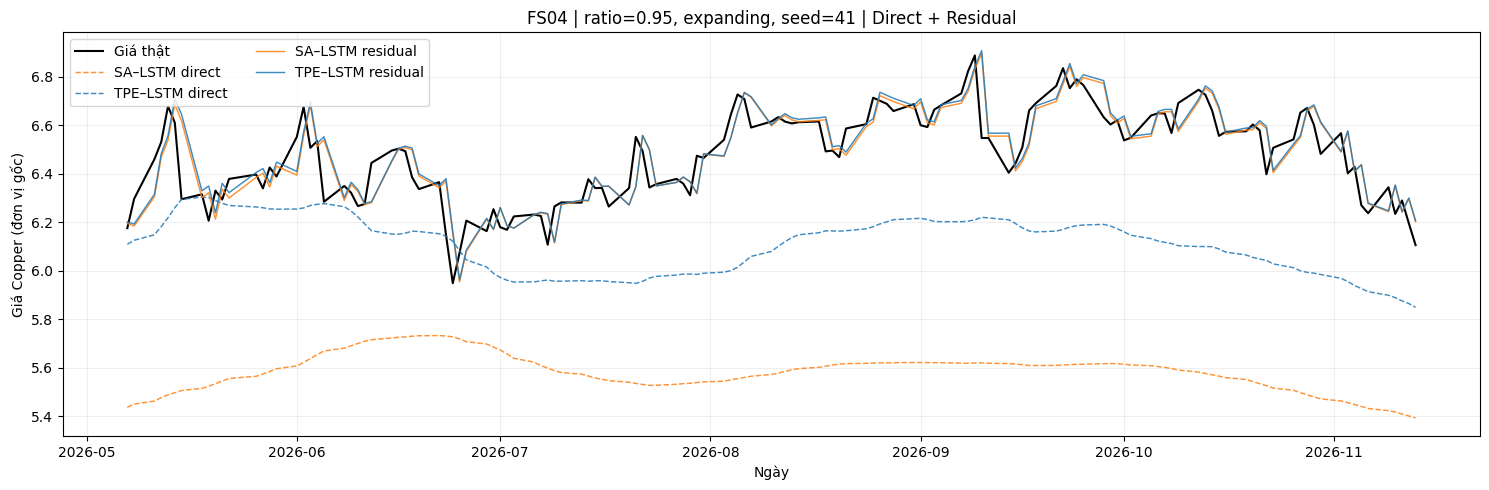 FS04 | ratio=0.95, expanding, seed=41 | Direct + Residual
Giá thật
SA–LSTM direct
TPE–LSTM direct
SA–LSTM residual
TPE–LSTM residual
Giá Copper (đơn vị gốc)
6.8
6.6
6.4
6.2
6.0
5.8
5.6
5.4
2026-05
2026-06
2026-07
2026-08
2026-09
2026-10
2026-11
Ngày